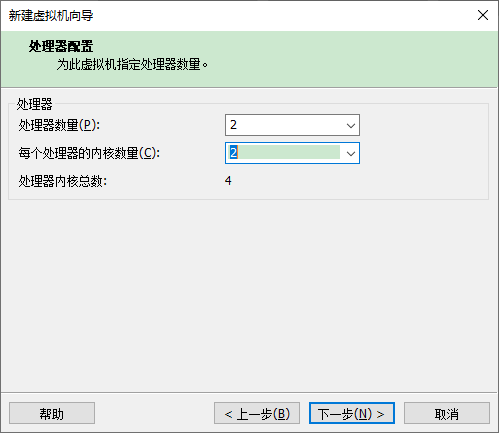 新建虚拟机向导
处理器配置
为此虚拟机指定处理器数量。
处理器
处理器数量(P): 2
每个处理器的内核数量(C): 2
处理器内核总数: 4
帮助 < 上一步(B) 下一步(N) > 取消